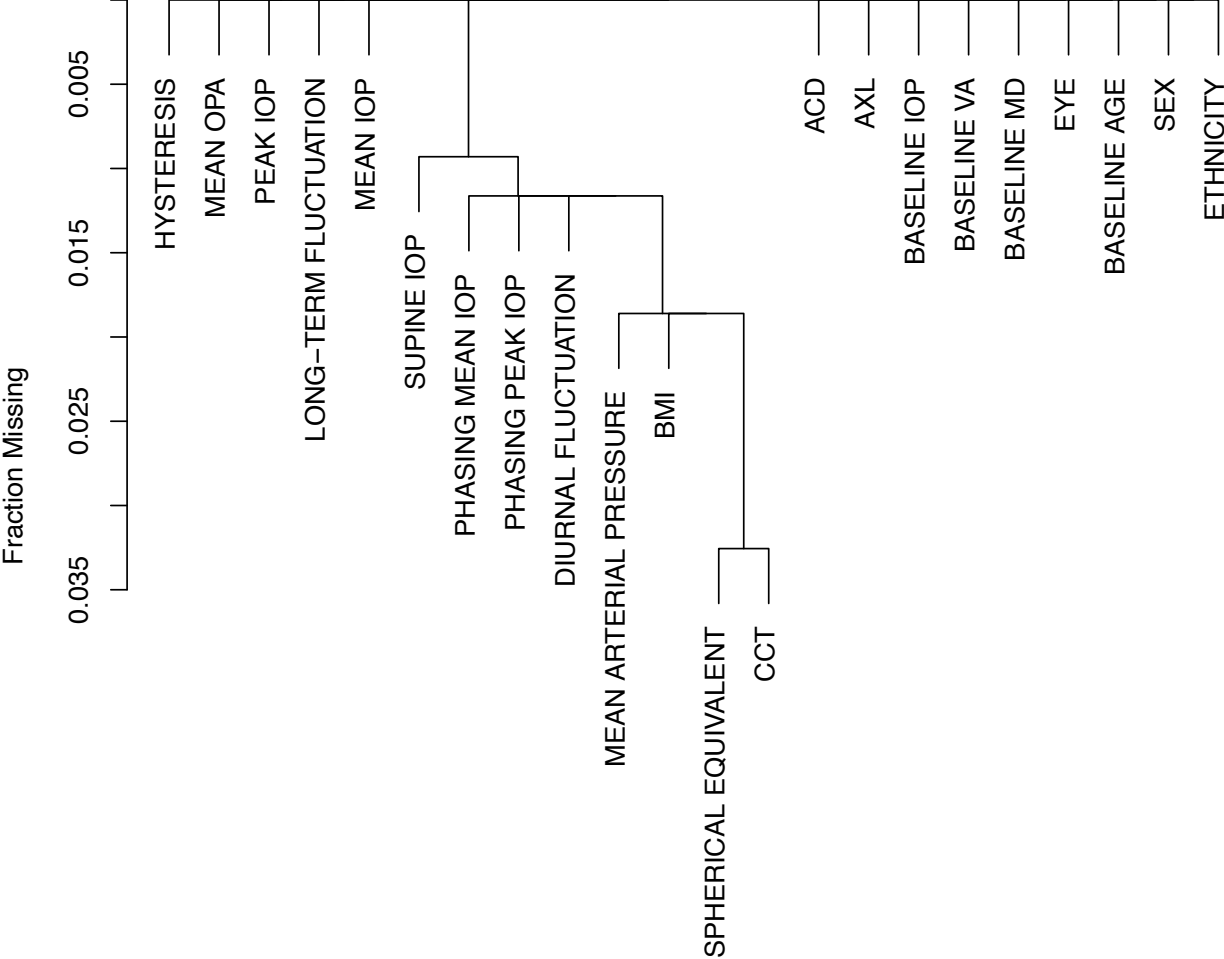 Fraction Missing
0.005
0.015
0.025
0.035
HYSTERESIS
MEAN OPA
PEAK IOP
LONG−TERM FLUCTUATION
MEAN IOP
SUPINE IOP
PHASING MEAN IOP
PHASING PEAK IOP
DIURNAL FLUCTUATION
MEAN ARTERIAL PRESSURE
BMI
SPHERICAL EQUIVALENT
CCT
ACD
AXL
BASELINE IOP
BASELINE VA
BASELINE MD
EYE
BASELINE AGE
SEX
ETHNICITY